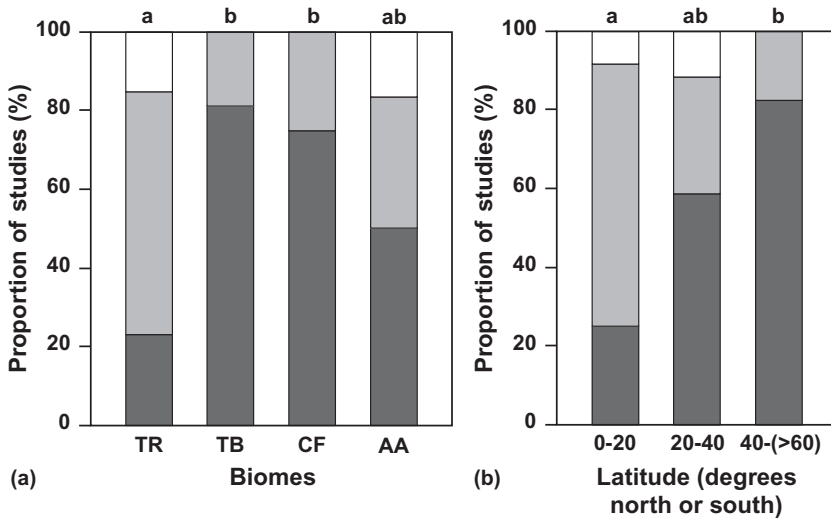 a b b ab
100
80
60
40
20
0
Proportion of studies (%)
TR TB CF AA
(a) Biomes
a ab b
100
80
60
40
20
0
Proportion of studies (%)
0-20 20-40 40-(>60)
(b) Latitude (degrees
north or south)